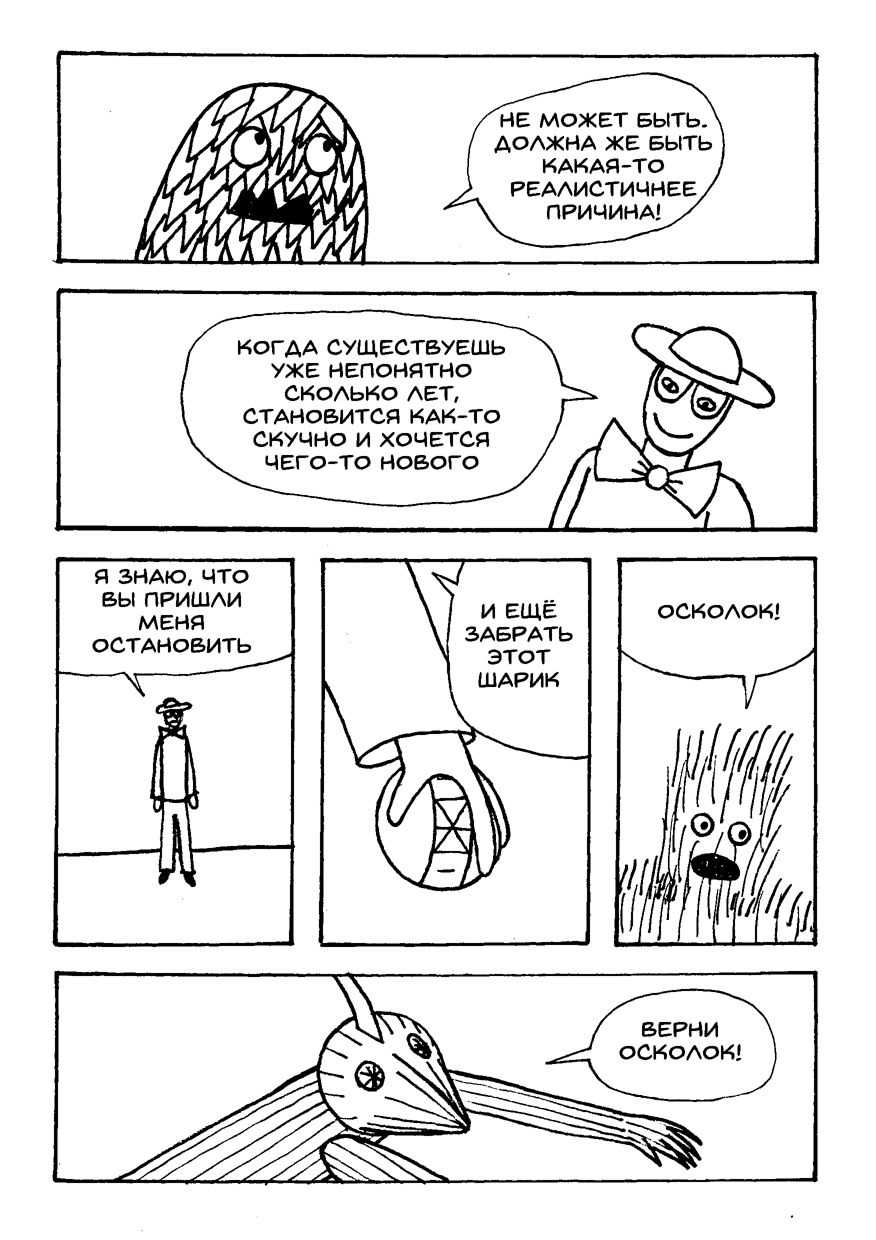 НЕ МОЖЕТ БЫТЬ.
ДОЛЖНА ЖЕ БЫТЬ
КАКАЯ-ТО
РЕАЛИСТИЧНЕЕ
ПРИЧИНА!
КОГДА СУЩЕСТВУЕШЬ
УЖЕ НЕПОНЯТНО
СКОЛЬКО ЛЕТ,
СТАНОВИТСЯ КАК-ТО
СКУЧНО И ХОЧЕТСЯ
ЧЕГО-ТО НОВОГО
Я ЗНАЮ, ЧТО
ВЫ ПРИШЛИ
МЕНЯ
ОСТАНОВИТЬ
И ЕЩЁ
ЗАБРАТЬ
ЭТОТ
ШАРИК
ОСКОЛОК!
ВЕРНИ
ОСКОЛОК!